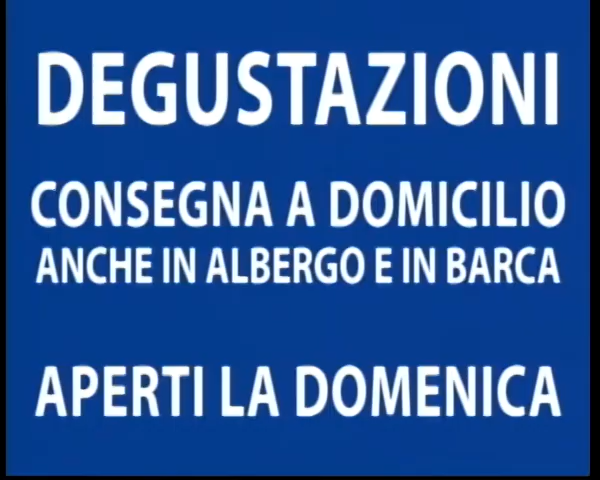 DEGUSTAZIONI
CONSEGNA A DOMICILIO
ANCHE IN ALBERGO E IN BARCA
APERTI LA DOMENICA